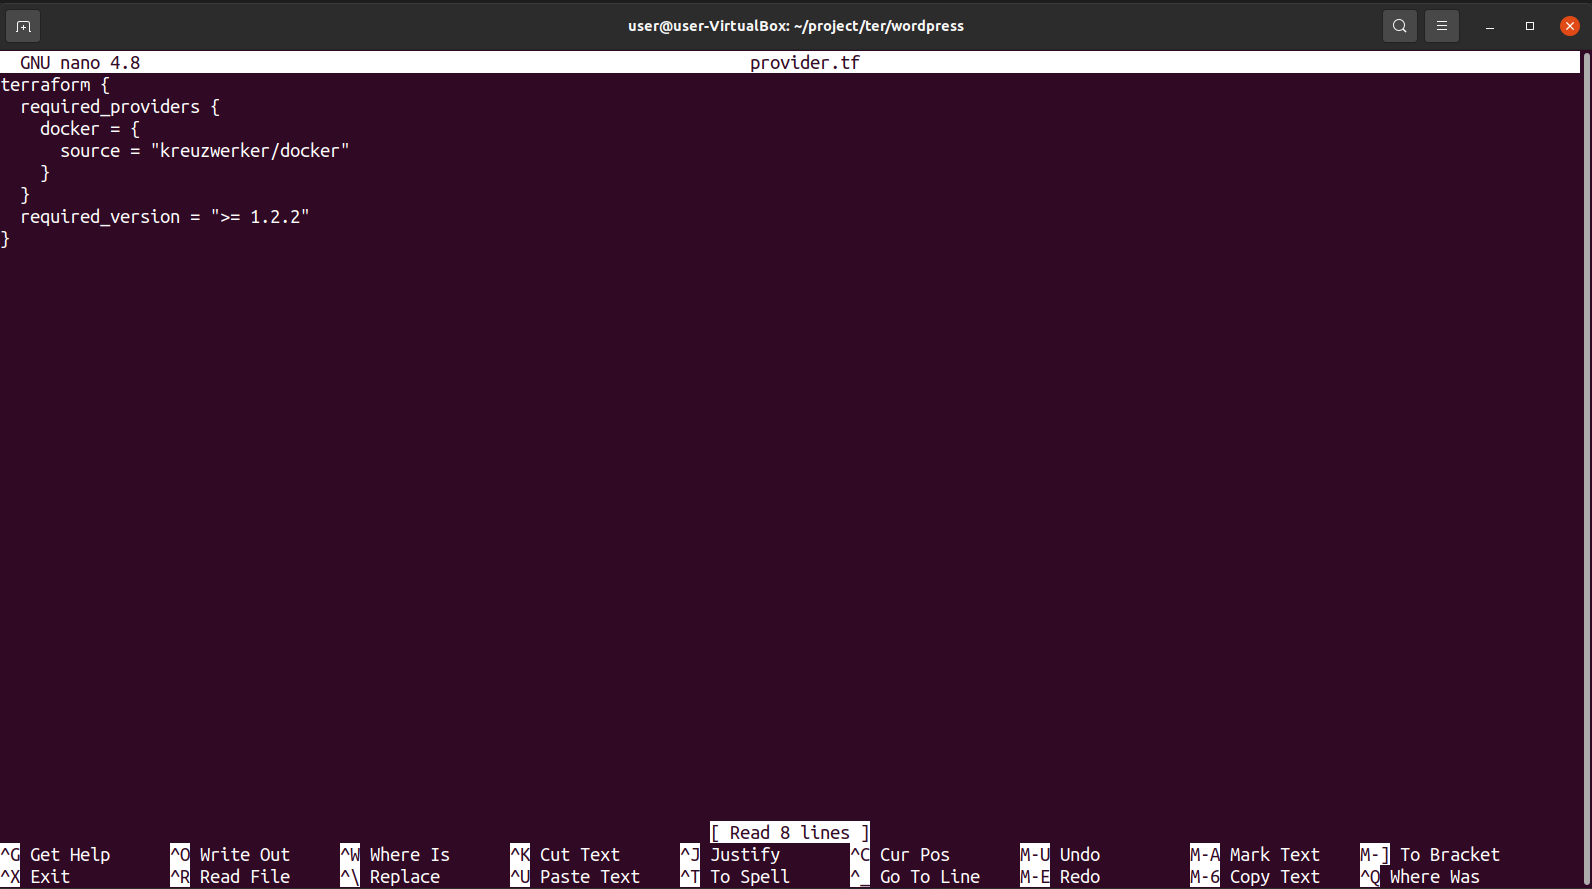 user@user-VirtualBox: ~/project/ter/wordpress
GNU nano 4.8 provider.tf
terraform {
  required_providers {
    docker = {
      source = "kreuzwerker/docker"
    }
  }
  required_version = ">= 1.2.2"
}
[ Read 8 lines ]
^G Get Help ^O Write Out ^W Where Is ^K Cut Text ^J Justify ^C Cur Pos M-U Undo M-A Mark Text M-] To Bracket
^X Exit ^R Read File ^\ Replace ^U Paste Text ^T To Spell ^_ Go To Line M-E Redo M-6 Copy Text ^Q Where Was